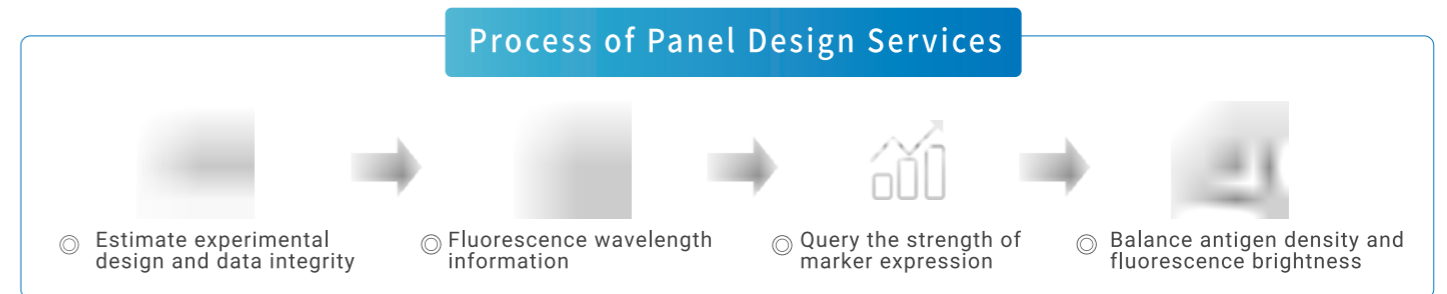 Process of Panel Design Services
◎ Estimate experimental
design and data integrity
◎ Fluorescence wavelength
information
◎ Query the strength of
marker expression
◎ Balance antigen density and
fluorescence brightness